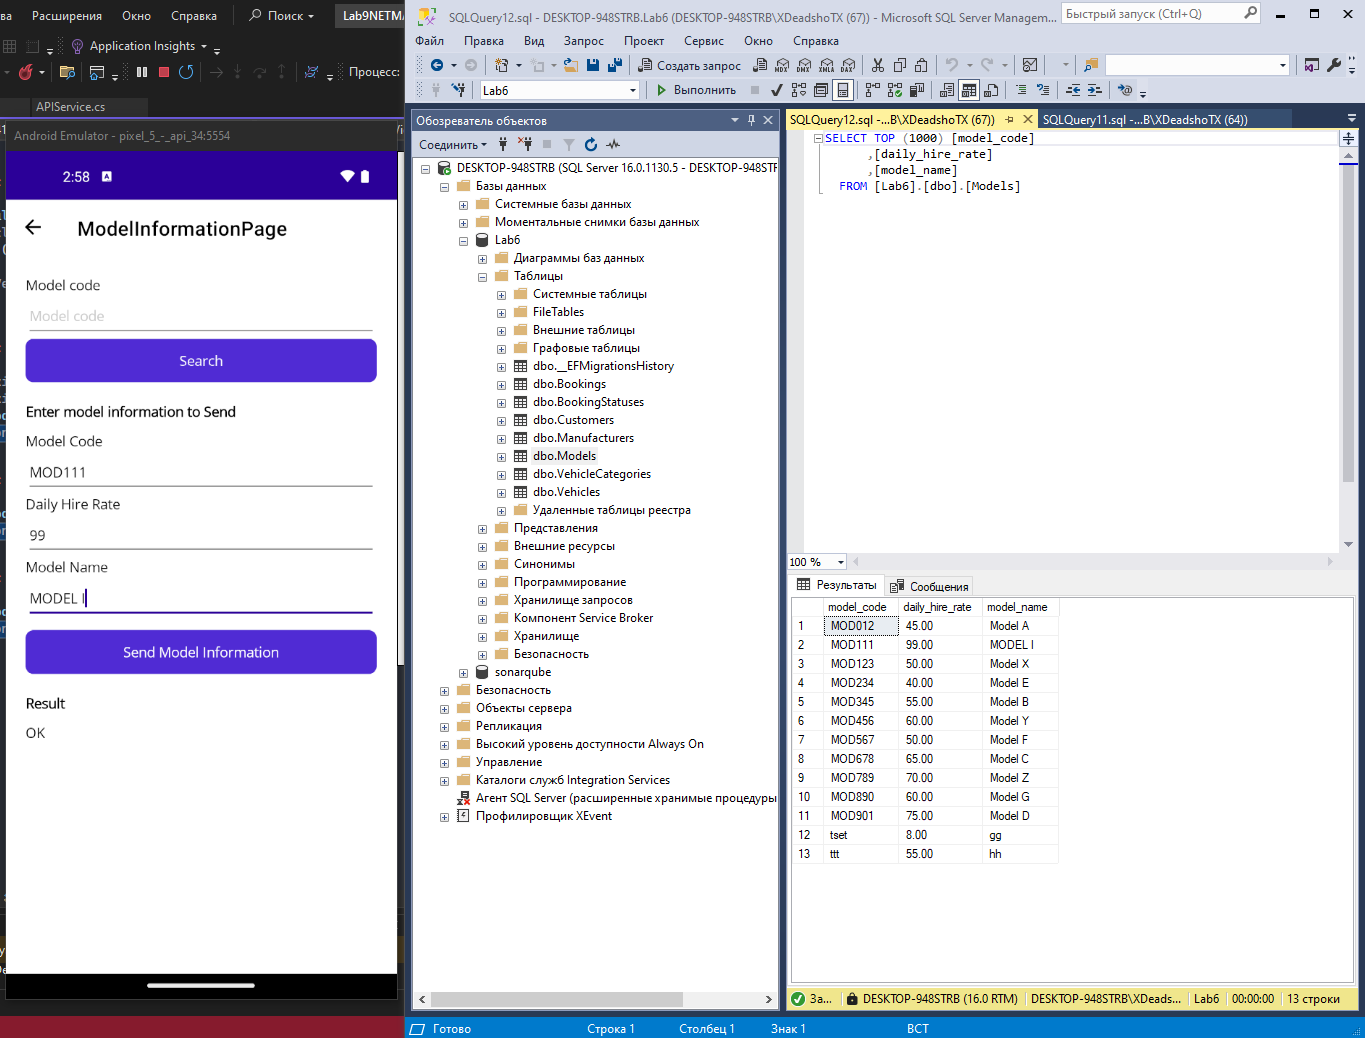 ва Расширения Окно Справка Поиск Lab9NETMA
Application Insights
Процесс:
APIService.cs
Android Emulator - pixel_5_-_api_34:5554
2:58
ModelInformationPage
Model code
Model code
Search
Enter model information to Send
Model Code
MOD111
Daily Hire Rate
99
Model Name
MODEL I
Send Model Information
Result
OK
SQLQuery12.sql - DESKTOP-948STRB.Lab6 (DESKTOP-948STRB\XDeadshoTX (67)) - Microsoft SQL Server Managem...
Быстрый запуск (Ctrl+Q)
Файл Правка Вид Запрос Проект Сервис Окно Справка
Создать запрос
Lab6 Выполнить
Обозреватель объектов
Соединить
DESKTOP-948STRB (SQL Server 16.0.1130.5 - DESKTOP-948STF
Базы данных
Системные базы данных
Моментальные снимки базы данных
Lab6
Диаграммы баз данных
Таблицы
Системные таблицы
FileTables
Внешние таблицы
Графовые таблицы
dbo.__EFMigrationsHistory
dbo.Bookings
dbo.BookingStatuses
dbo.Customers
dbo.Manufacturers
dbo.Models
dbo.VehicleCategories
dbo.Vehicles
Удаленные таблицы реестра
Представления
Внешние ресурсы
Синонимы
Программирование
Хранилище запросов
Компонент Service Broker
Хранилище
Безопасность
sonarqube
Безопасность
Объекты сервера
Репликация
Высокий уровень доступности Always On
Управление
Каталоги служб Integration Services
Агент SQL Server (расширенные хранимые процедуры
Профилировщик XEvent
SQLQuery12.sql -...B\XDeadshoTX (67)) SQLQuery11.sql -...B\XDeadshoTX (64))
SELECT TOP (1000) [model_code]
,[daily_hire_rate]
,[model_name]
FROM [Lab6].[dbo].[Models]
100 %
Результаты Сообщения
model_code daily_hire_rate model_name
1 MOD012 45.00 Model A
2 MOD111 99.00 MODEL I
3 MOD123 50.00 Model X
4 MOD234 40.00 Model E
5 MOD345 55.00 Model B
6 MOD456 60.00 Model Y
7 MOD567 50.00 Model F
8 MOD678 65.00 Model C
9 MOD789 70.00 Model Z
10 MOD890 60.00 Model G
11 MOD901 75.00 Model D
12 tset 8.00 gg
13 ttt 55.00 hh
За... DESKTOP-948STRB (16.0 RTM) DESKTOP-948STRB\XDeads... Lab6 00:00:00 13 строки
Готово Строка 1 Столбец 1 Знак 1 ВСТ